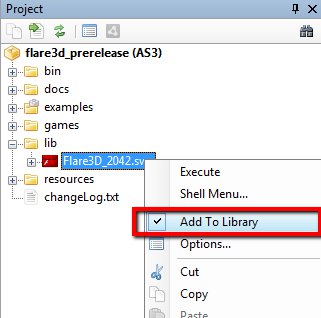 Project
flare3d_prerelease (AS3)
bin
docs
examples
games
lib
Flare3D_2042.sw
resources
changeLog.txt
Execute
Shell Menu...
Add To Library
Options...
Cut
Copy
Paste